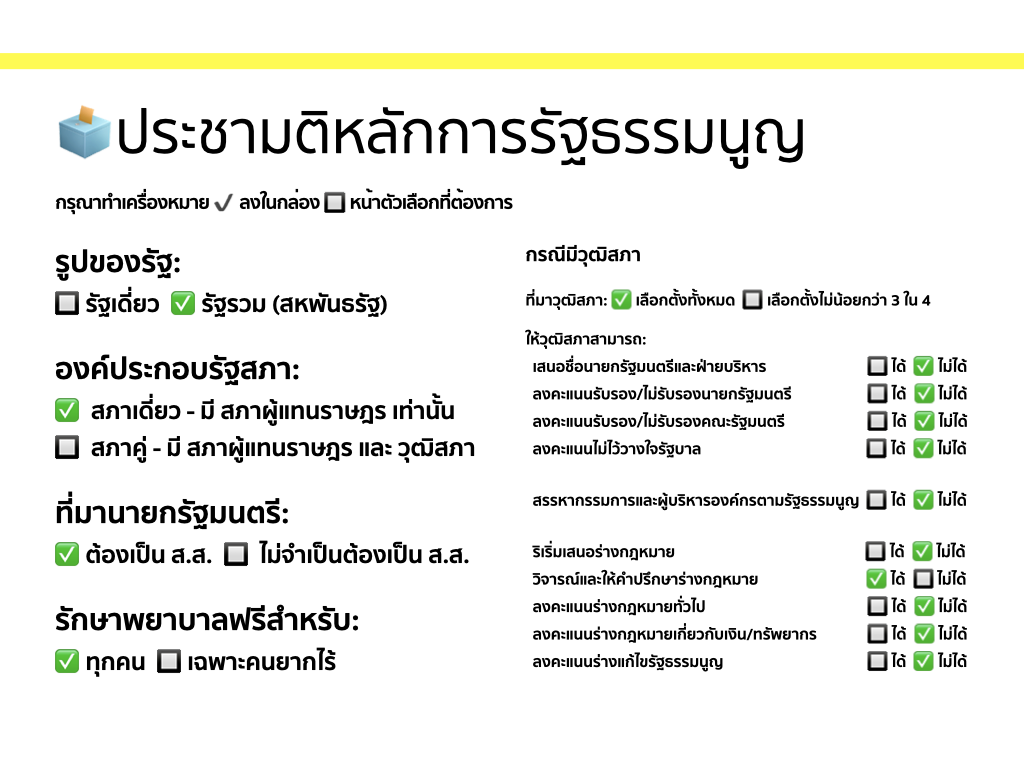 🗳️ประชามติหลักการรัฐธรรมนูญ
กรุณาทำเครื่องหมาย ✔️ ลงในกล่อง 🔲 หน้าตัวเลือกที่ต้องการ
รูปของรัฐ:
🔲 รัฐเดี่ยว ✅ รัฐรวม (สหพันธรัฐ)
องค์ประกอบรัฐสภา:
✅ สภาเดี่ยว - มี สภาผู้แทนราษฎร เท่านั้น
🔲 สภาคู่ - มี สภาผู้แทนราษฎร และ วุฒิสภา
ที่มานายกรัฐมนตรี:
✅ ต้องเป็น ส.ส. 🔲 ไม่จำเป็นต้องเป็น ส.ส.
รักษาพยาบาลฟรีสำหรับ:
✅ ทุกคน 🔲 เฉพาะคนยากไร้
กรณีมีวุฒิสภา
ที่มาวุฒิสภา: ✅ เลือกตั้งทั้งหมด 🔲 เลือกตั้งไม่น้อยกว่า 3 ใน 4
ให้วุฒิสภาสามารถ:
เสนอชื่อนายกรัฐมนตรีและฝ่ายบริหาร 🔲 ได้ ✅ ไม่ได้
ลงคะแนนรับรอง/ไม่รับรองนายกรัฐมนตรี 🔲 ได้ ✅ ไม่ได้
ลงคะแนนรับรอง/ไม่รับรองคณะรัฐมนตรี 🔲 ได้ ✅ ไม่ได้
ลงคะแนนไม่ไว้วางใจรัฐบาล 🔲 ได้ ✅ ไม่ได้
สรรหากรรมการและผู้บริหารองค์กรตามรัฐธรรมนูญ 🔲 ได้ ✅ ไม่ได้
ริเริ่มเสนอร่างกฎหมาย 🔲 ได้ ✅ ไม่ได้
วิจารณ์และให้คำปรึกษาร่างกฎหมาย ✅ ได้ 🔲 ไม่ได้
ลงคะแนนร่างกฎหมายทั่วไป 🔲 ได้ ✅ ไม่ได้
ลงคะแนนร่างกฎหมายเกี่ยวกับเงิน/ทรัพยากร 🔲 ได้ ✅ ไม่ได้
ลงคะแนนร่างแก้ไขรัฐธรรมนูญ 🔲 ได้ ✅ ไม่ได้